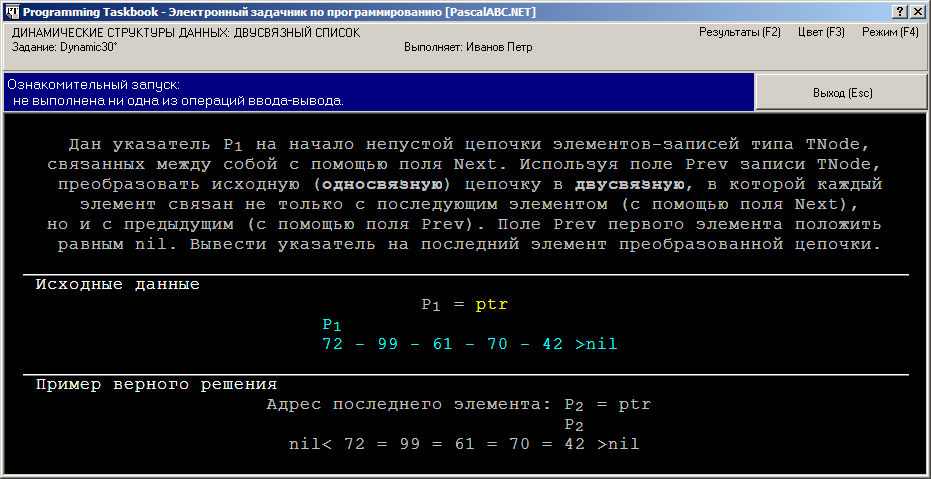 Programming Taskbook - Электронный задачник по программированию [PascalABC.NET]
ДИНАМИЧЕСКИЕ СТРУКТУРЫ ДАННЫХ: ДВУСВЯЗНЫЙ СПИСОК
Результаты (F2) Цвет (F3) Режим (F4)
Задание: Dynamic30° Выполняет: Иванов Петр
Ознакомительный запуск:
не выполнена ни одна из операций ввода-вывода.
Выход (Esc)
Дан указатель P1 на начало непустой цепочки элементов-записей типа TNode,
связанных между собой с помощью поля Next. Используя поле Prev записи TNode,
преобразовать исходную (односвязную) цепочку в двусвязную, в которой каждый
элемент связан не только с последующим элементом (с помощью поля Next),
но и с предыдущим (с помощью поля Prev). Поле Prev первого элемента положить
равным nil. Вывести указатель на последний элемент преобразованной цепочки.
Исходные данные
P1 = ptr
P1
72 - 99 - 61 - 70 - 42 >nil
Пример верного решения
Адрес последнего элемента: P2 = ptr
P2
nil< 72 = 99 = 61 = 70 = 42 >nil